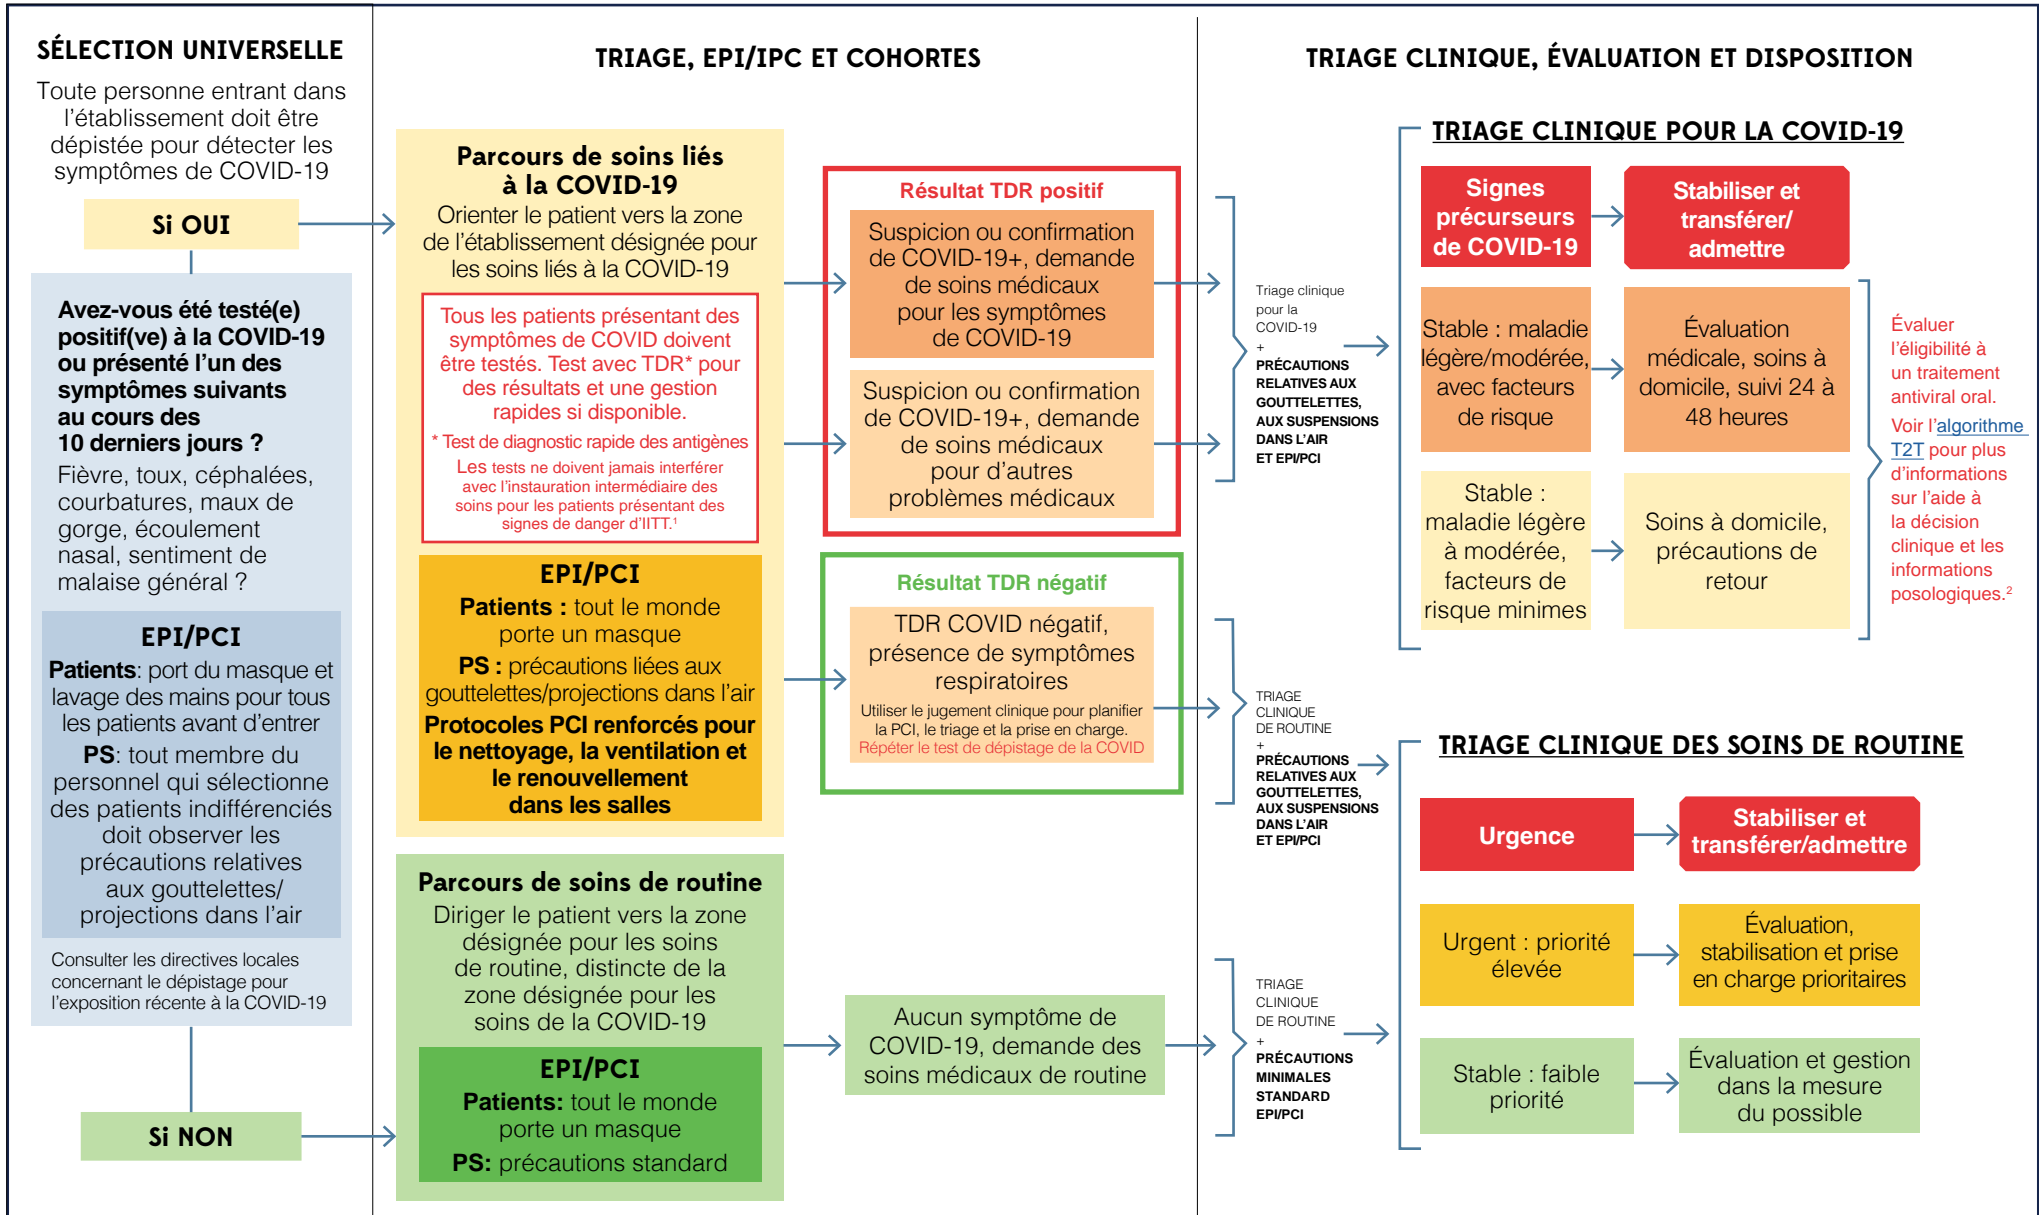 SÉLECTION UNIVERSELLE
Toute personne entrant dans
l'établissement doit être
dépistée pour détecter les
symptômes de COVID-19
Si OUI
Avez-vous été testé(e)
positif(ve) à la COVID-19
ou présenté l'un des
symptômes suivants
au cours des
10 derniers jours ?
Fièvre, toux, céphalées,
courbatures, maux de
gorge, écoulement
nasal, sentiment de
malaise général ?
EPI/PCI
Patients: port du masque et
lavage des mains pour tous
les patients avant d'entrer
PS: tout membre du
personnel qui sélectionne
des patients indifférenciés
doit observer les
précautions relatives
aux gouttelettes/
projections dans l'air
Consulter les directives locales
concernant le dépistage pour
l'exposition récente à la COVID-19
Si NON
TRIAGE, EPI/IPC ET COHORTES
Parcours de soins liés
à la COVID-19
Orienter le patient vers la zone
de l'établissement désignée pour
les soins liés à la COVID-19
Tous les patients présentant des
symptômes de COVID doivent
être testés. Test avec TDR* pour
des résultats et une gestion
rapides si disponible.
* Test de diagnostic rapide des antigènes
Les tests ne doivent jamais interférer
avec l'instauration intermédiaire des
soins pour les patients présentant des
signes de danger d'IITT.¹
EPI/PCI
Patients : tout le monde
porte un masque
PS : précautions liées aux
gouttelettes/projections dans l'air
Protocoles PCI renforcés pour
le nettoyage, la ventilation et
le renouvellement
dans les salles
Parcours de soins de routine
Diriger le patient vers la zone
désignée pour les soins
de routine, distincte de la
zone désignée pour les
soins de la COVID-19
EPI/PCI
Patients: tout le monde
porte un masque
PS: précautions standard
Résultat TDR positif
Suspicion ou confirmation
de COVID-19+, demande
de soins médicaux
pour les symptômes
de COVID-19
Suspicion ou confirmation
de COVID-19+, demande
de soins médicaux
pour d'autres
problèmes médicaux
Résultat TDR négatif
TDR COVID négatif,
présence de symptômes
respiratoires
Utiliser le jugement clinique pour planifier
la PCI, le triage et la prise en charge.
Répéter le test de dépistage de la COVID
Aucun symptôme de
COVID-19, demande des
soins médicaux de routine
TRIAGE CLINIQUE, ÉVALUATION ET DISPOSITION
Triage clinique
pour la
COVID-19
+
PRÉCAUTIONS
RELATIVES AUX
GOUTTELETTES,
AUX SUSPENSIONS
DANS L'AIR
ET EPI/PCI
TRIAGE
CLINIQUE
DE ROUTINE
+
PRÉCAUTIONS
RELATIVES AUX
GOUTTELETTES,
AUX SUSPENSIONS
DANS L'AIR
ET EPI/PCI
TRIAGE
CLINIQUE
DE ROUTINE
+
PRÉCAUTIONS
MINIMALES
STANDARD
EPI/PCI
TRIAGE CLINIQUE POUR LA COVID-19
Signes
précurseurs
de COVID-19
Stabiliser et
transférer/
admettre
Stable : maladie
légère/modérée,
avec facteurs
de risque
Évaluation
médicale, soins à
domicile, suivi 24 à
48 heures
Stable :
maladie légère
à modérée,
facteurs de
risque minimes
Soins à domicile,
précautions de
retour
Évaluer
l'éligibilité à
un traitement
antiviral oral.
Voir l'algorithme
T2T pour plus
d'informations
sur l'aide à
la décision
clinique et les
informations
posologiques.²
TRIAGE CLINIQUE DES SOINS DE ROUTINE
Urgence
Stabiliser et
transférer/admettre
Urgent : priorité
élevée
Évaluation,
stabilisation et prise
en charge prioritaires
Stable : faible
priorité
Évaluation et gestion
dans la mesure
du possible